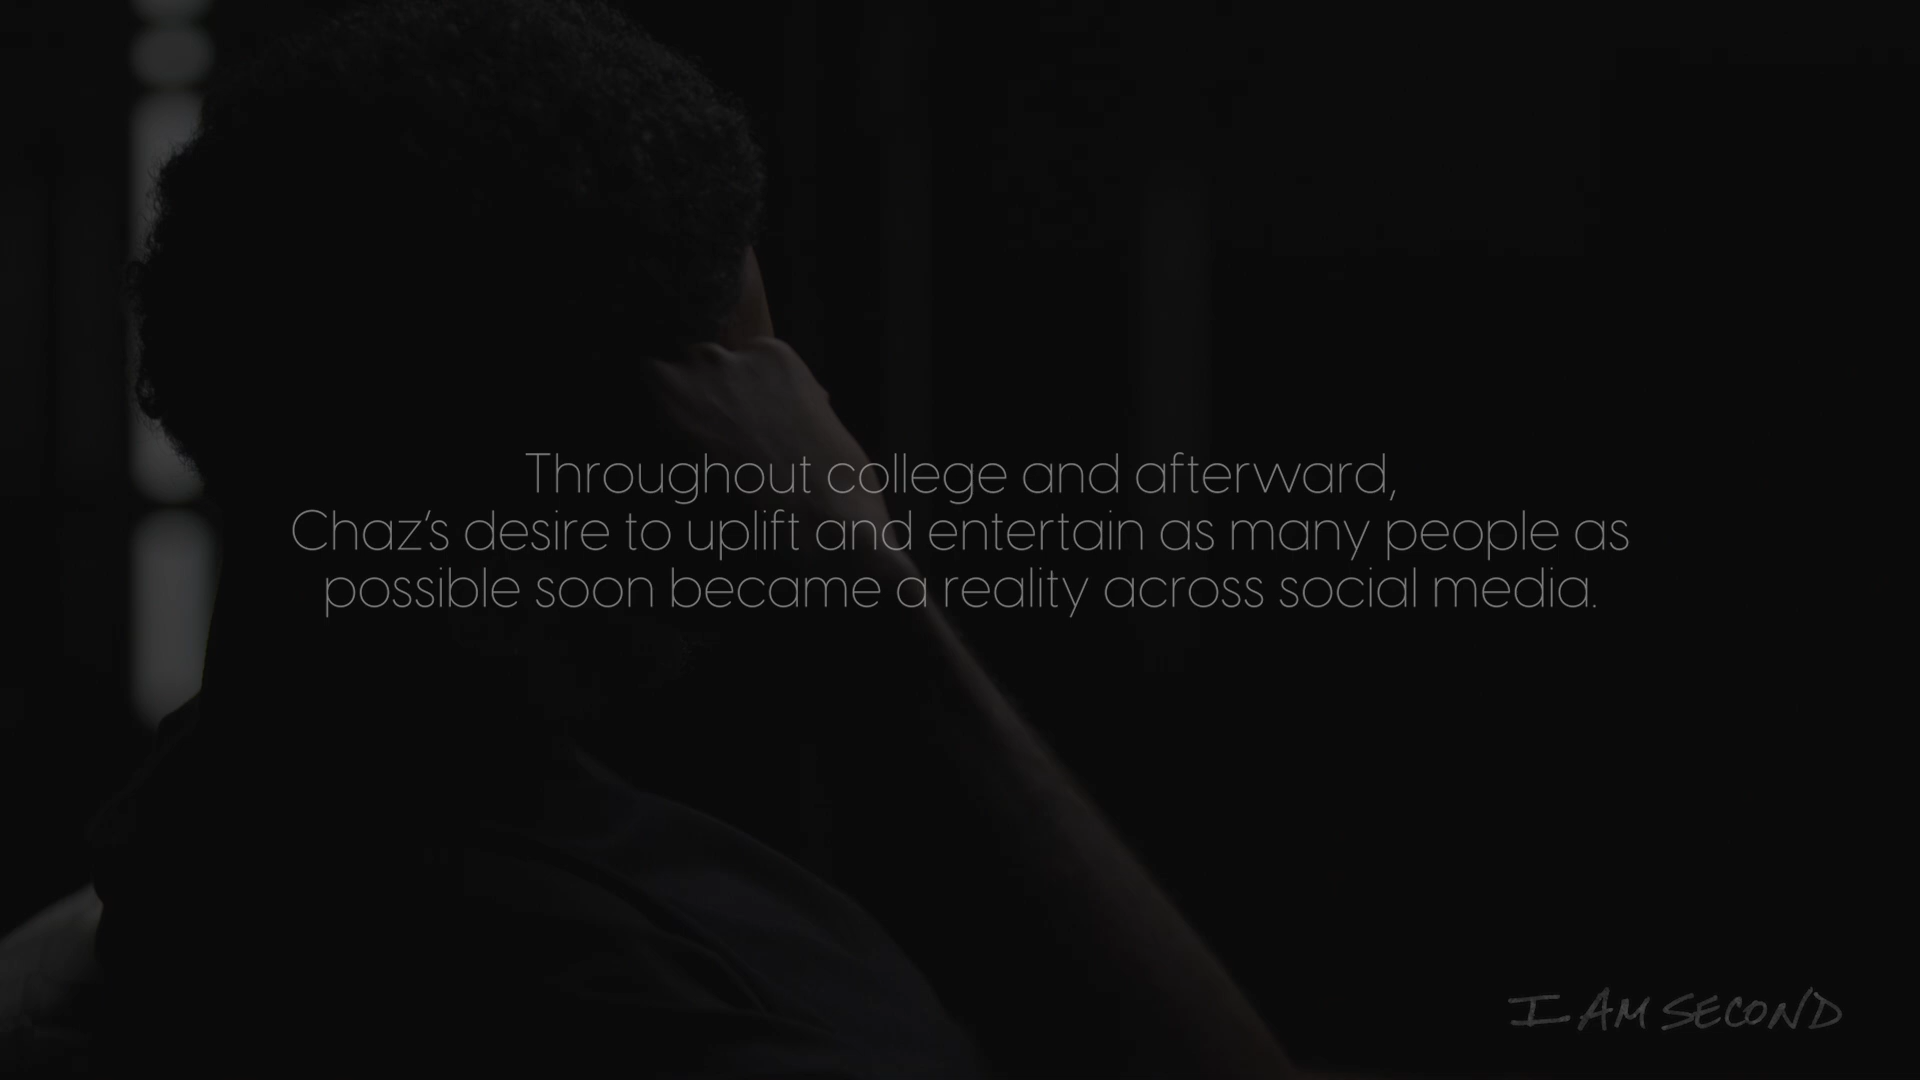 Throughout college and afterward,
Chaz's desire to uplift and entertain as many people as
possible soon became a reality across social media.
I AM SECOND